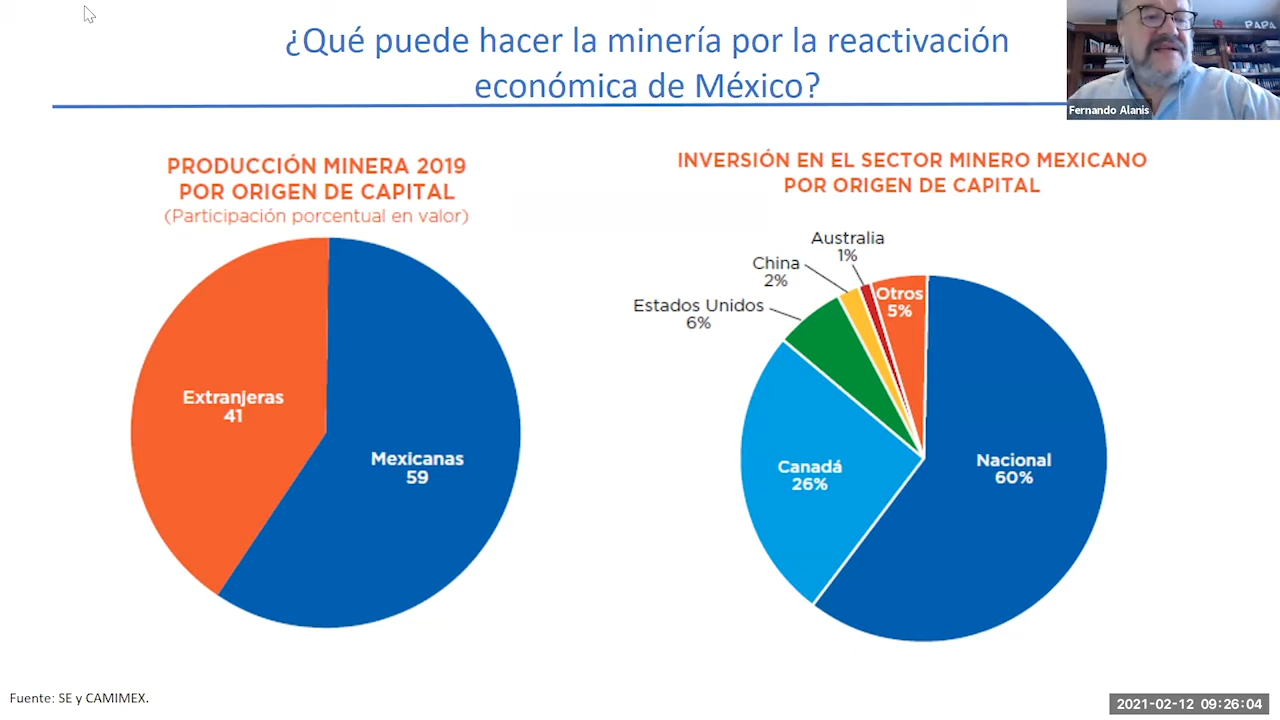 ¿Qué puede hacer la minería por la reactivación
económica de México?
PAPA
Fernando Alanis
PRODUCCIÓN MINERA 2019
POR ORIGEN DE CAPITAL
(Participación porcentual en valor)
Extranjeras
41
Mexicanas
59
INVERSIÓN EN EL SECTOR MINERO MEXICANO
POR ORIGEN DE CAPITAL
Australia
1%
China
2%
Estados Unidos
6%
Otros
5%
Canadá
26%
Nacional
60%
Fuente: SE y CAMIMEX.
2021-02-12 09:26:04